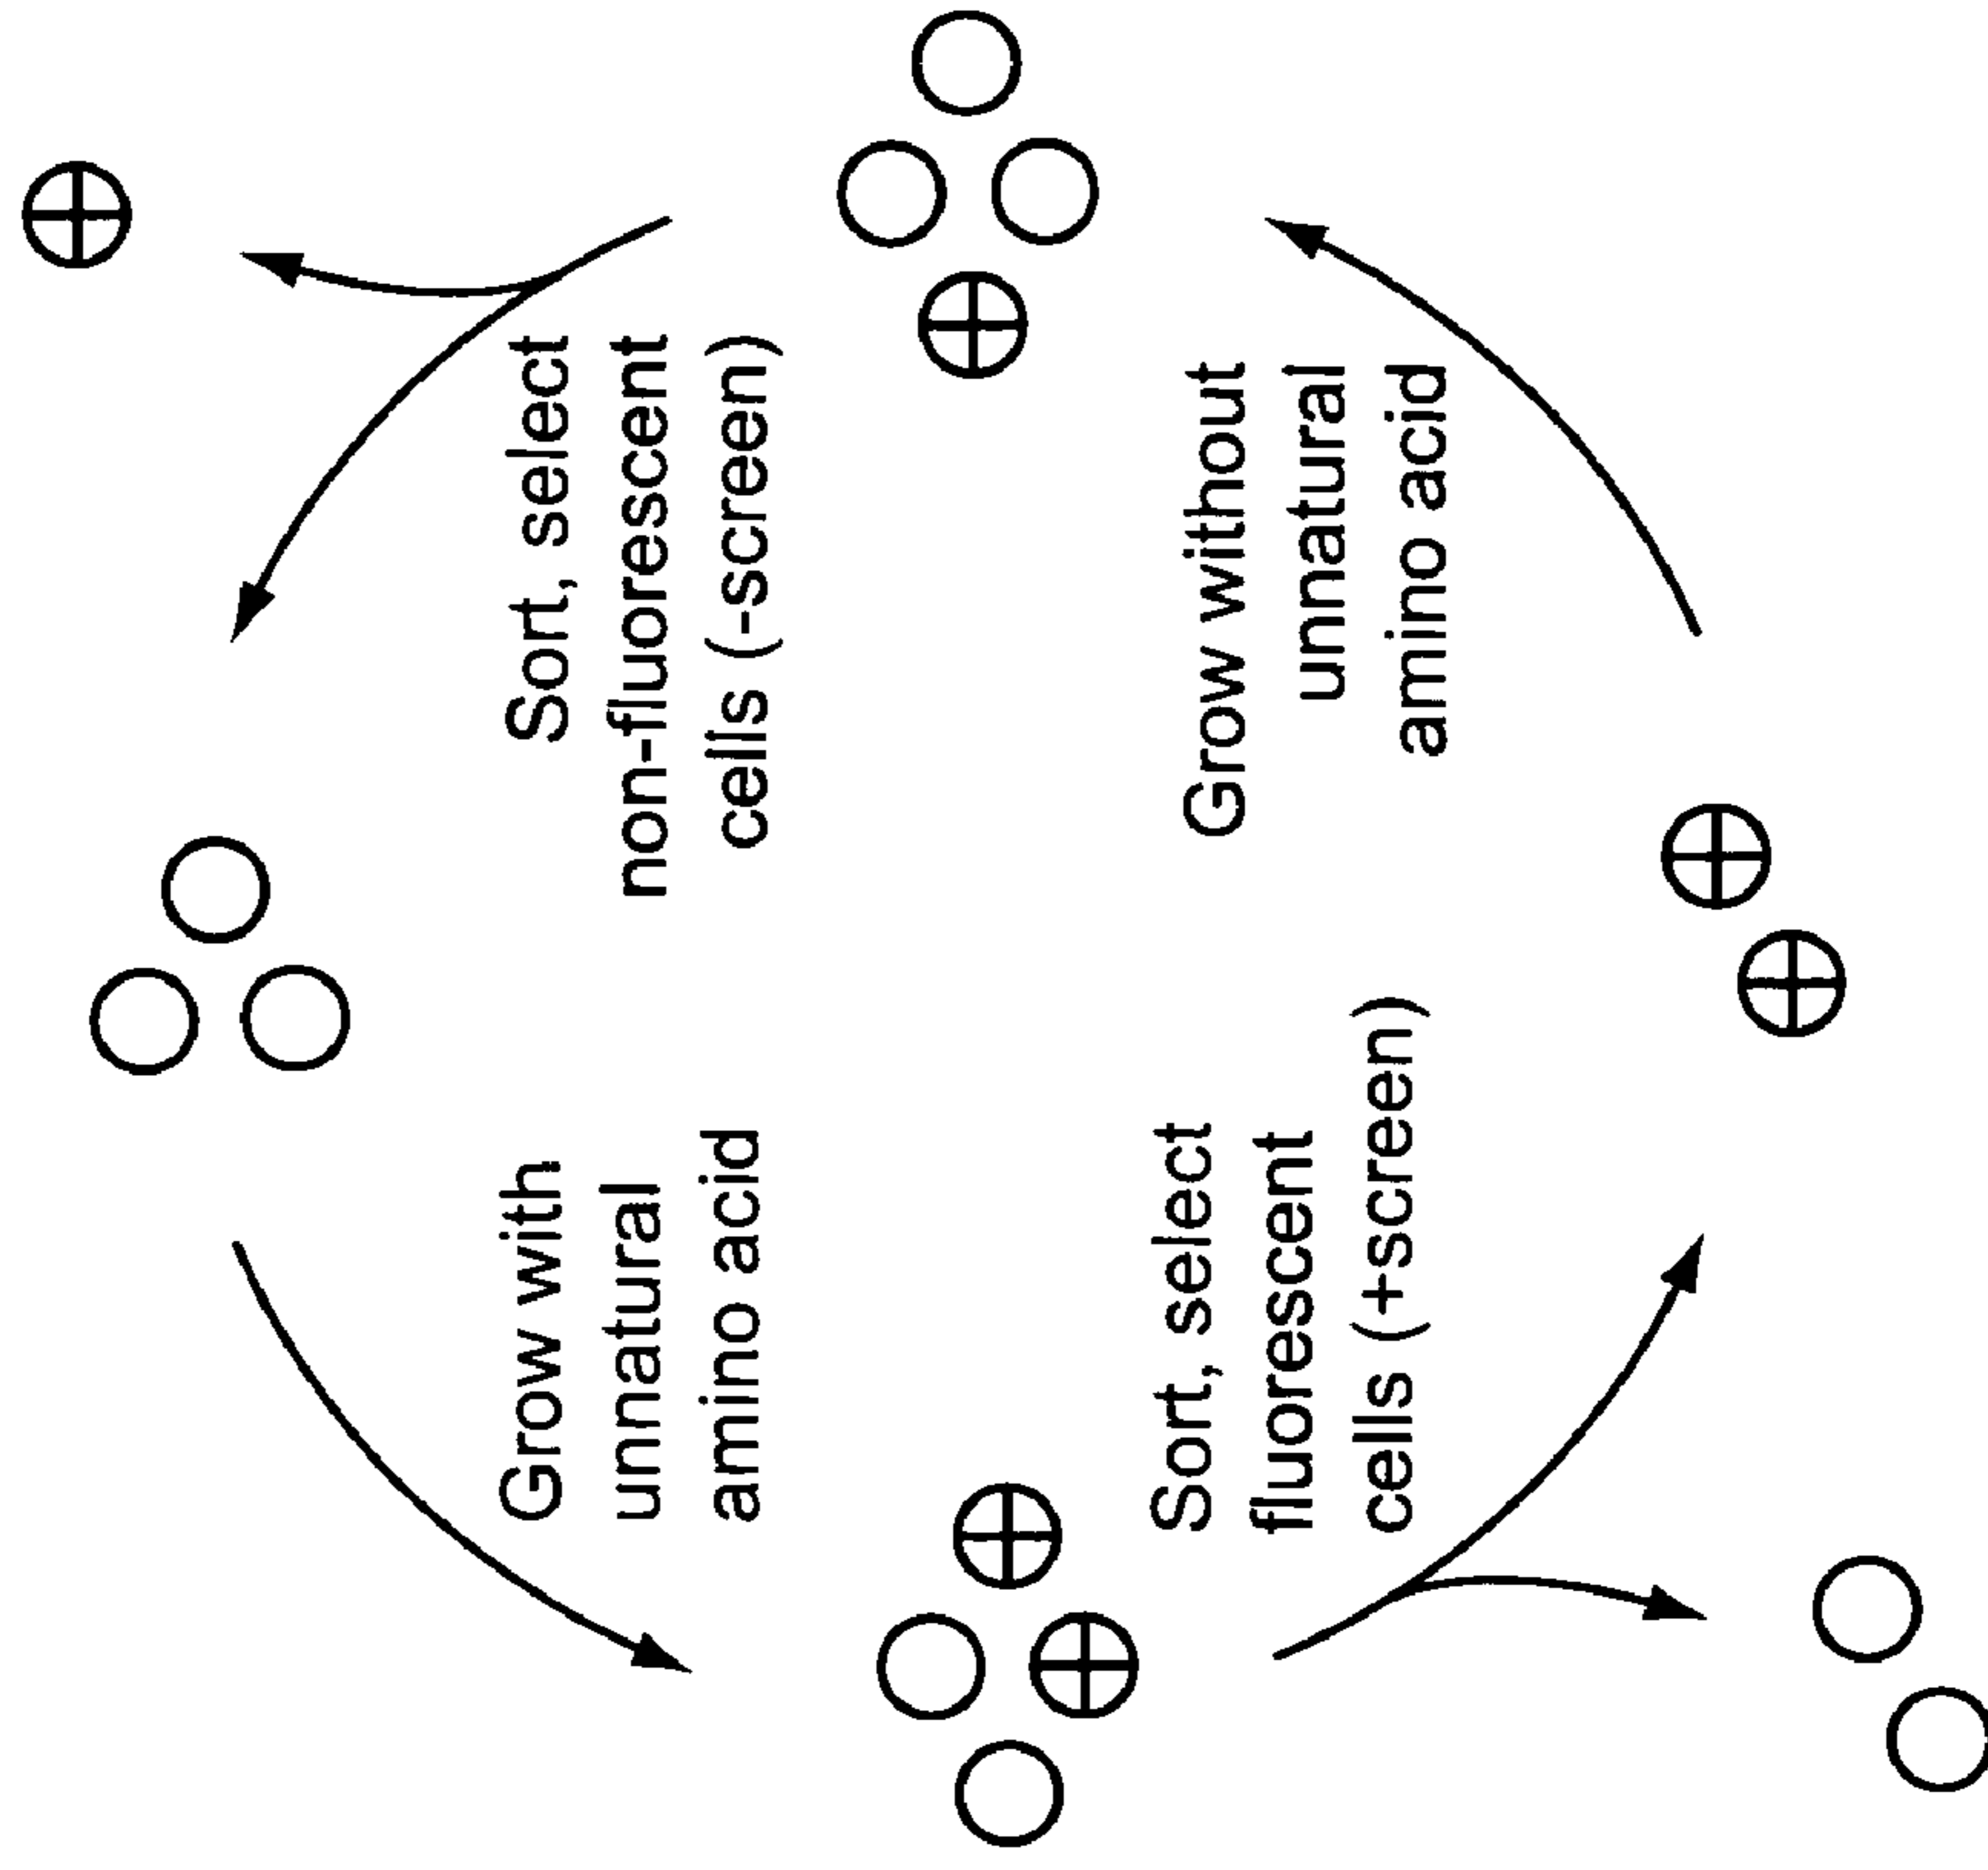 Grow with
unnatural
amino acid
Sort, select
fluorescent
cells (+screen)
Grow without
unnatural
amino acid
Sort, select
non-fluorescent
cells (-screen)